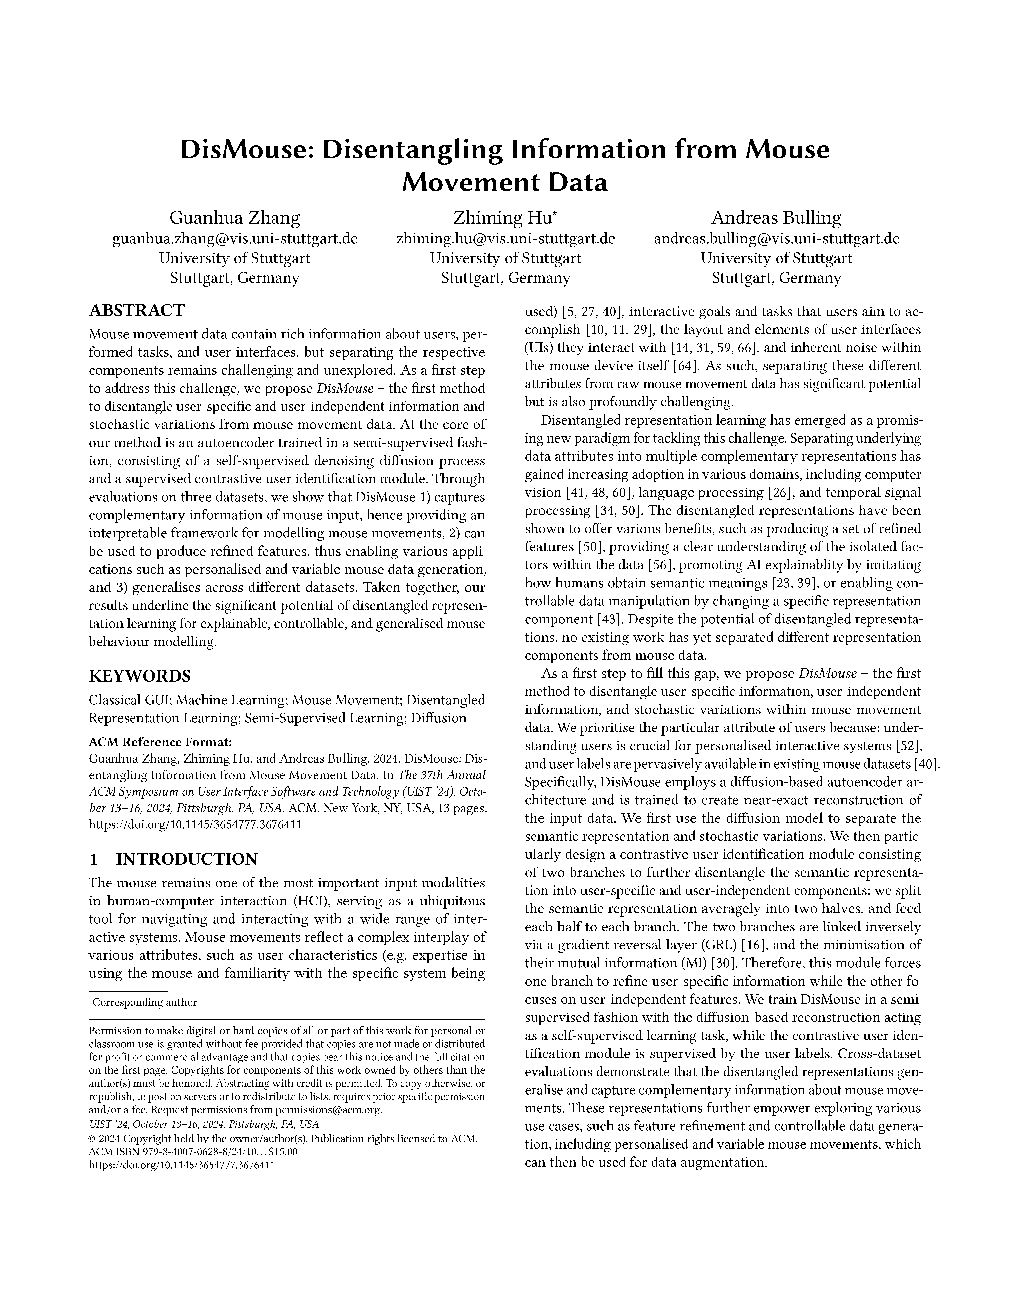 DisMouse: Disentangling Information from Mouse
Movement Data
Guanhua Zhang
guanhua.zhang@vis.uni-stuttgart.de
University of Stuttgart
Stuttgart, Germany
Zhiming Hu*
zhiming.hu@vis.uni-stuttgart.de
University of Stuttgart
Stuttgart, Germany
Andreas Bulling
andreas.bulling@vis.uni-stuttgart.de
University of Stuttgart
Stuttgart, Germany
ABSTRACT
Mouse movement data contain rich information about users, per-
formed tasks, and user interfaces, but separating the respective
components remains challenging and unexplored. As a first step
to address this challenge, we propose DisMouse – the first method
to disentangle user-specific and user-independent information and
stochastic variations from mouse movement data. At the core of
our method is an autoencoder trained in a semi-supervised fash-
ion, consisting of a self-supervised denoising diffusion process
and a supervised contrastive user identification module. Through
evaluations on three datasets, we show that DisMouse 1) captures
complementary information of mouse input, hence providing an
interpretable framework for modelling mouse movements, 2) can
be used to produce refined features, thus enabling various appli-
cations such as personalised and variable mouse data generation,
and 3) generalises across different datasets. Taken together, our
results underline the significant potential of disentangled represen-
tation learning for explainable, controllable, and generalised mouse
behaviour modelling.
KEYWORDS
Classical GUI; Machine Learning; Mouse Movement; Disentangled
Representation Learning; Semi-Supervised Learning; Diffusion
ACM Reference Format:
Guanhua Zhang, Zhiming Hu, and Andreas Bulling. 2024. DisMouse: Dis-
entangling Information from Mouse Movement Data. In The 37th Annual
ACM Symposium on User Interface Software and Technology (UIST '24), Octo-
ber 13–16, 2024, Pittsburgh, PA, USA. ACM, New York, NY, USA, 13 pages.
https://doi.org/10.1145/3654777.3676411
1 INTRODUCTION
The mouse remains one of the most important input modalities
in human-computer interaction (HCI), serving as a ubiquitous
tool for navigating and interacting with a wide range of inter-
active systems. Mouse movements reflect a complex interplay of
various attributes, such as user characteristics (e.g. expertise in
using the mouse and familiarity with the specific system being
*Corresponding author
Permission to make digital or hard copies of all or part of this work for personal or
classroom use is granted without fee provided that copies are not made or distributed
for profit or commercial advantage and that copies bear this notice and the full citation
on the first page. Copyrights for components of this work owned by others than the
author(s) must be honored. Abstracting with credit is permitted. To copy otherwise, or
republish, to post on servers or to redistribute to lists, requires prior specific permission
and/or a fee. Request permissions from permissions@acm.org.
UIST '24, October 13–16, 2024, Pittsburgh, PA, USA
© 2024 Copyright held by the owner/author(s). Publication rights licensed to ACM.
ACM ISBN 979-8-4007-0628-8/24/10...$15.00
https://doi.org/10.1145/3654777.3676411
used) [5, 27, 40], interactive goals and tasks that users aim to ac-
complish [10, 11, 29], the layout and elements of user interfaces
(UIs) they interact with [14, 31, 59, 66], and inherent noise within
the mouse device itself [64]. As such, separating these different
attributes from raw mouse movement data has significant potential
but is also profoundly challenging.
Disentangled representation learning has emerged as a promis-
ing new paradigm for tackling this challenge. Separating underlying
data attributes into multiple complementary representations has
gained increasing adoption in various domains, including computer
vision [41, 48, 60], language processing [26], and temporal signal
processing [34, 50]. The disentangled representations have been
shown to offer various benefits, such as producing a set of refined
features [50], providing a clear understanding of the isolated fac-
tors within the data [56], promoting AI explainablity by imitating
how humans obtain semantic meanings [23, 39], or enabling con-
trollable data manipulation by changing a specific representation
component [43]. Despite the potential of disentangled representa-
tions, no existing work has yet separated different representation
components from mouse data.
As a first step to fill this gap, we propose DisMouse – the first
method to disentangle user-specific information, user-independent
information, and stochastic variations within mouse movement
data. We prioritise the particular attribute of users because: under-
standing users is crucial for personalised interactive systems [52],
and user labels are pervasively available in existing mouse datasets [40].
Specifically, DisMouse employs a diffusion-based autoencoder ar-
chitecture and is trained to create near-exact reconstruction of
the input data. We first use the diffusion model to separate the
semantic representation and stochastic variations. We then partic-
ularly design a contrastive user identification module consisting
of two branches to further disentangle the semantic representa-
tion into user-specific and user-independent components: we split
the semantic representation averagely into two halves, and feed
each half to each branch. The two branches are linked inversely
via a gradient reversal layer (GRL) [16], and the minimisation of
their mutual information (MI) [30]. Therefore, this module forces
one branch to refine user-specific information while the other fo-
cuses on user-independent features. We train DisMouse in a semi-
supervised fashion with the diffusion-based reconstruction acting
as a self-supervised learning task, while the contrastive user iden-
tification module is supervised by the user labels. Cross-dataset
evaluations demonstrate that the disentangled representations gen-
eralise and capture complementary information about mouse move-
ments. These representations further empower exploring various
use cases, such as feature refinement and controllable data genera-
tion, including personalised and variable mouse movements, which
can then be used for data augmentation.